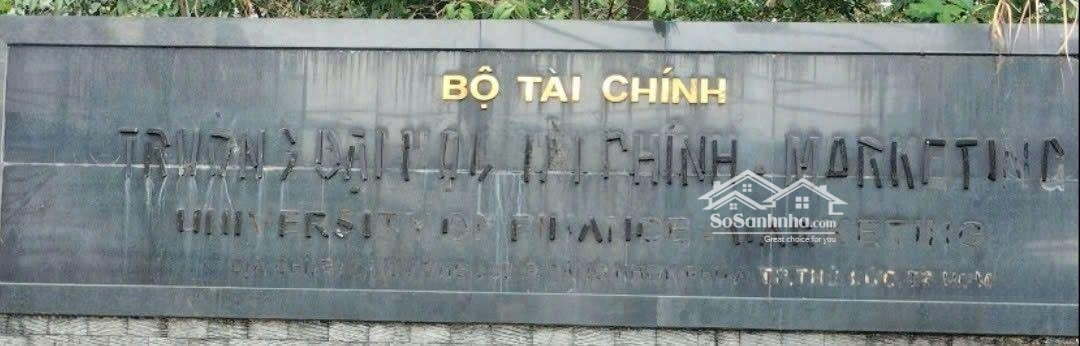 BỘ TÀI CHÍNH
TRƯỜNG ĐẠI HỌC TÀI CHÍNH - MARKETING
UNIVERSITY OF FINANCE - MARKETING
TP.THỦ ĐỨC, TP. HCM
SoSanhnha.com
Great choice for you